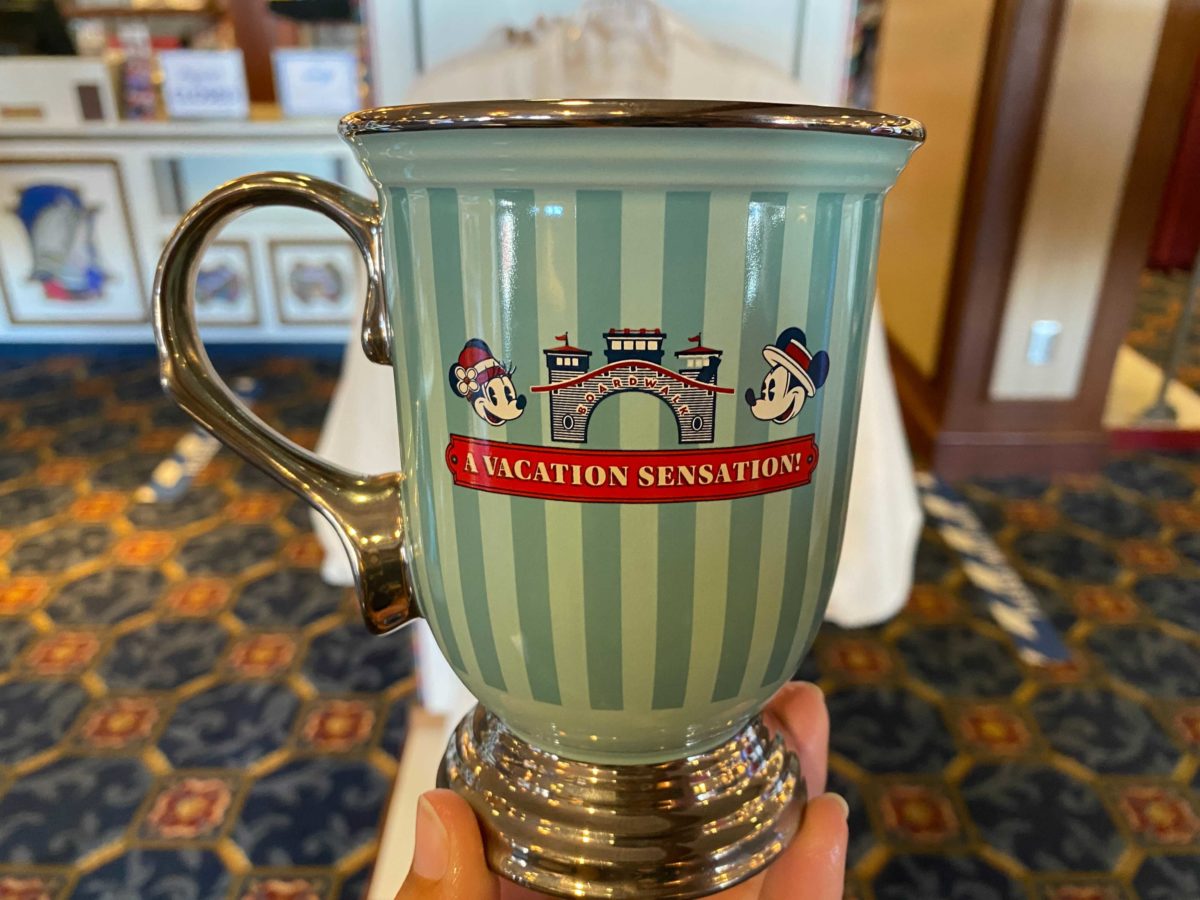 BOARDWALK
A VACATION SENSATION!